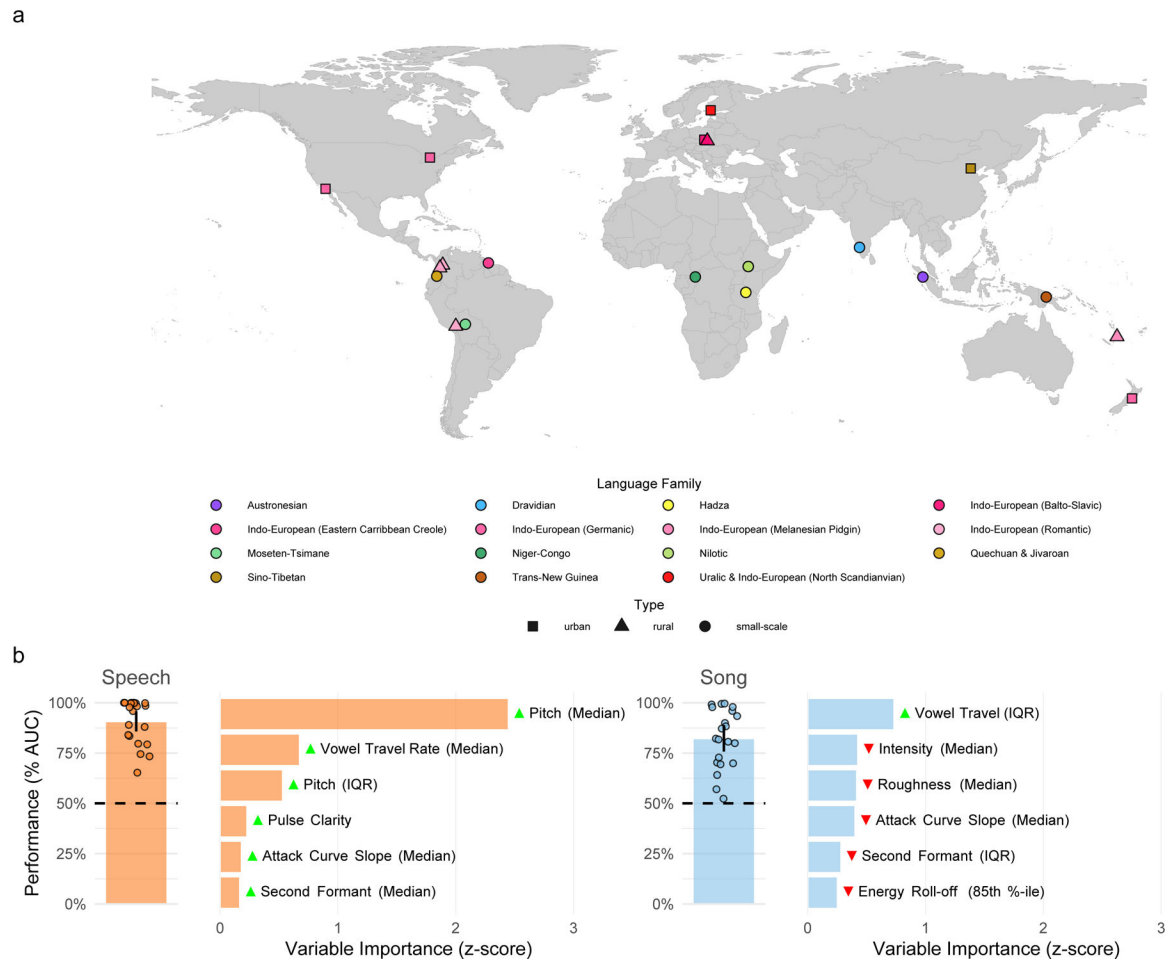 a
Language Family
Austronesian
Dravidian
Hadza
Indo-European (Balto-Slavic)
Indo-European (Eastern Carribbean Creole)
Indo-European (Germanic)
Indo-European (Melanesian Pidgin)
Indo-European (Romantic)
Moseten-Tsimane
Niger-Congo
Nilotic
Quechuan & Jivaroan
Sino-Tibetan
Trans-New Guinea
Uralic & Indo-European (North Scandianvian)
Type
urban
rural
small-scale
b
Speech
Performance (% AUC)
100%
75%
50%
25%
0%
Pitch (Median)
Vowel Travel Rate (Median)
Pitch (IQR)
Pulse Clarity
Attack Curve Slope (Median)
Second Formant (Median)
0 1 2 3
Variable Importance (z-score)
Song
100%
75%
50%
25%
0%
Vowel Travel (IQR)
Intensity (Median)
Roughness (Median)
Attack Curve Slope (Median)
Second Formant (IQR)
Energy Roll-off (85th %-ile)
0 1 2 3
Variable Importance (z-score)